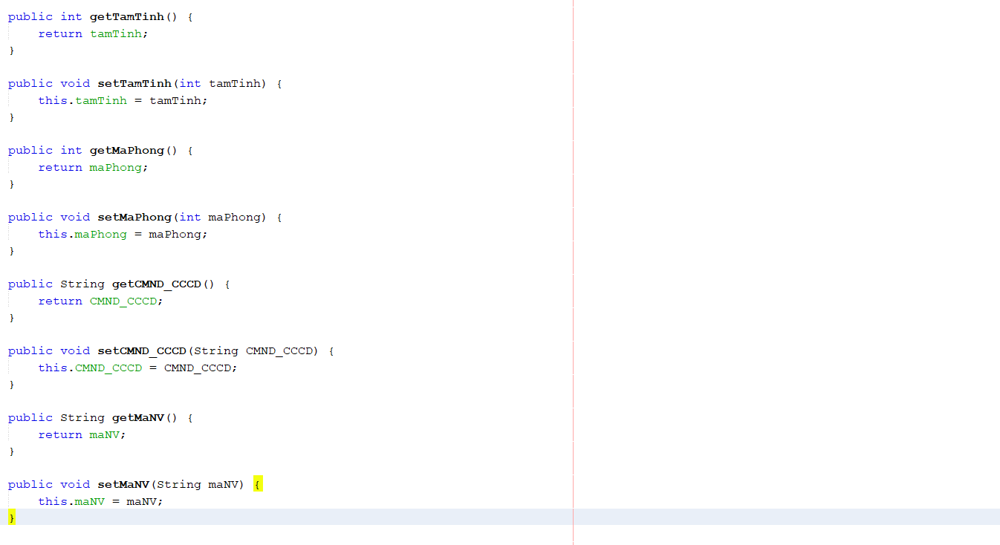 public int getTamTinh() {
    return tamTinh;
}

public void setTamTinh(int tamTinh) {
    this.tamTinh = tamTinh;
}

public int getMaPhong() {
    return maPhong;
}

public void setMaPhong(int maPhong) {
    this.maPhong = maPhong;
}

public String getCMND_CCCD() {
    return CMND_CCCD;
}

public void setCMND_CCCD(String CMND_CCCD) {
    this.CMND_CCCD = CMND_CCCD;
}

public String getMaNV() {
    return maNV;
}

public void setMaNV(String maNV) {
    this.maNV = maNV;
}